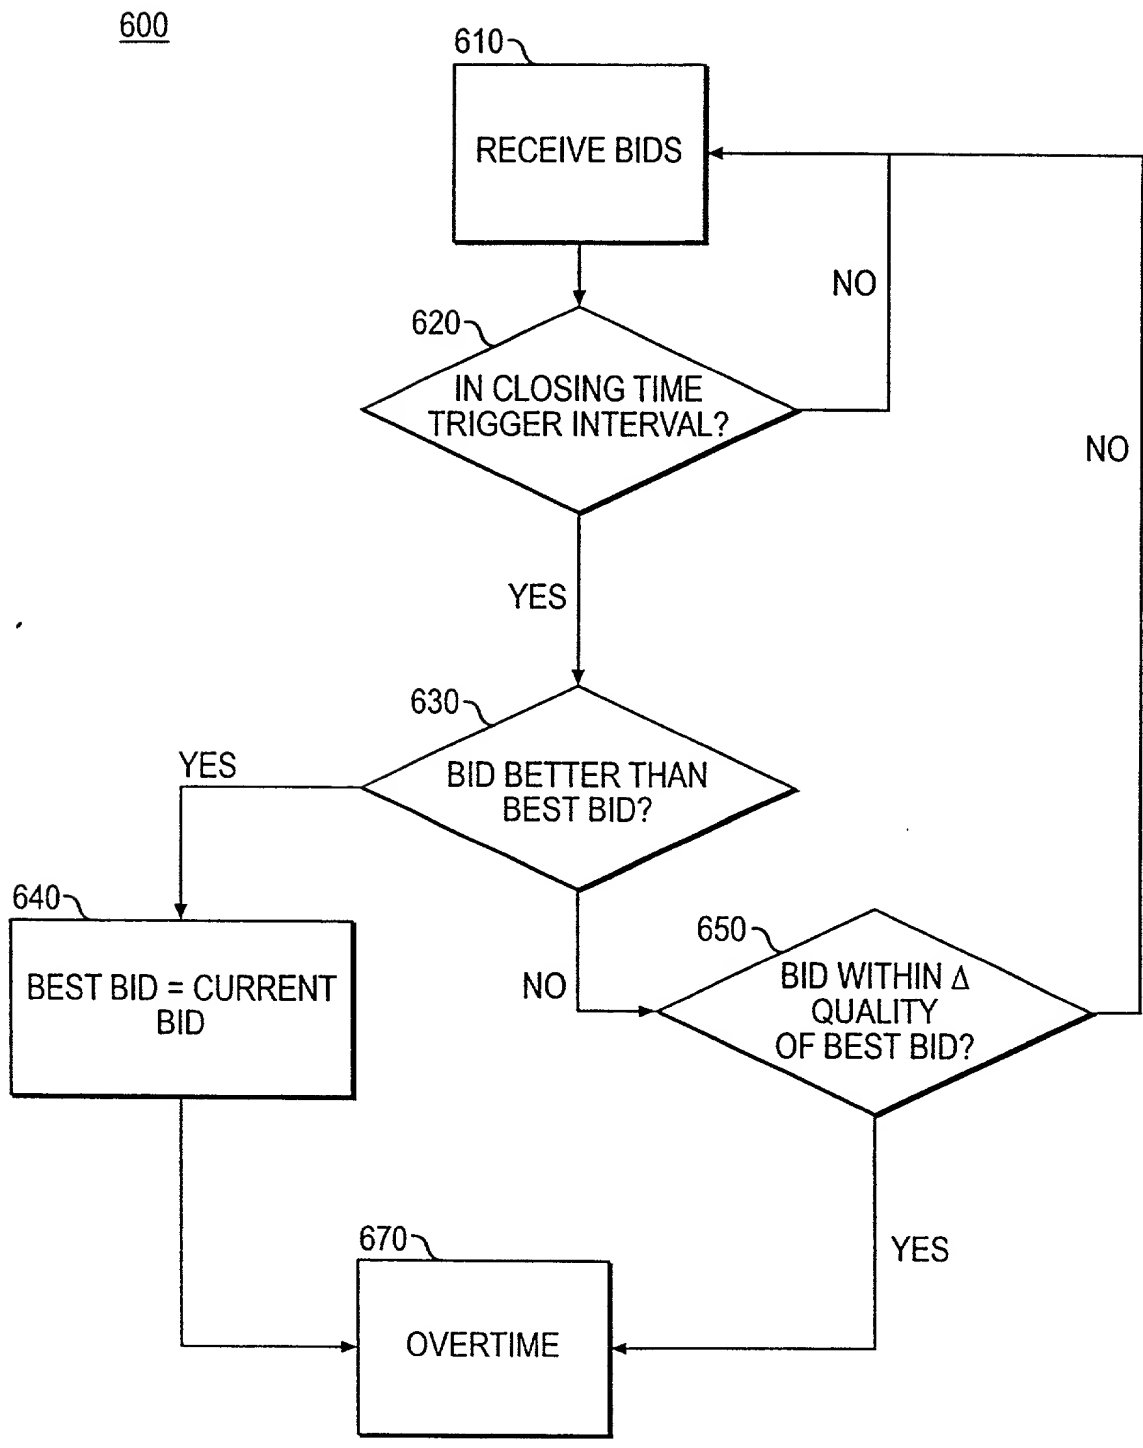 600
610
RECEIVE BIDS
NO
620
IN CLOSING TIME
TRIGGER INTERVAL?
NO
YES
630
YES
BID BETTER THAN
BEST BID?
640
650
BEST BID = CURRENT
BID
NO
BID WITHIN Δ
QUALITY
OF BEST BID?
670
YES
OVERTIME